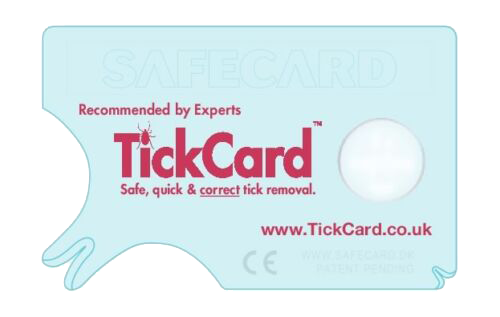 SAFECARD
Recommended by Experts
TickCard™
Safe, quick & correct tick removal.
www.TickCard.co.uk
CE
WWW.SAFECARD.DK
PATENT PENDING